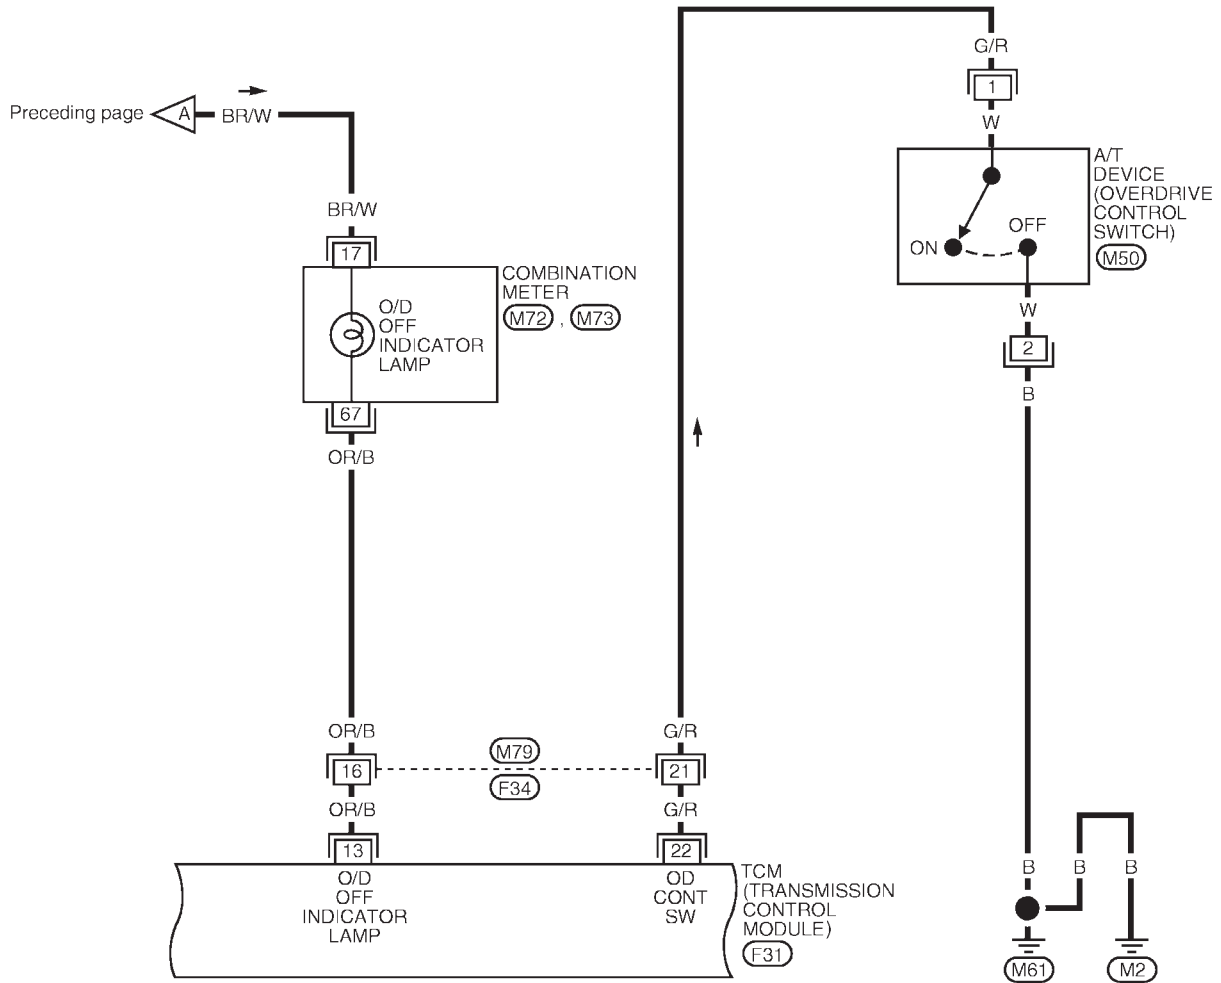 G/R
1
W
Preceding page
A
BR/W
A/T
DEVICE
(OVERDRIVE
CONTROL
SWITCH)
M50
ON
OFF
BR/W
17
COMBINATION
METER
M72 , M73
O/D
OFF
INDICATOR
LAMP
67
OR/B
W
2
B
OR/B
16
OR/B
13
M79
F34
G/R
21
G/R
22
O/D
OFF
INDICATOR
LAMP
OD
CONT
SW
TCM
(TRANSMISSION
CONTROL
MODULE)
F31
B
B
B
M61
M2